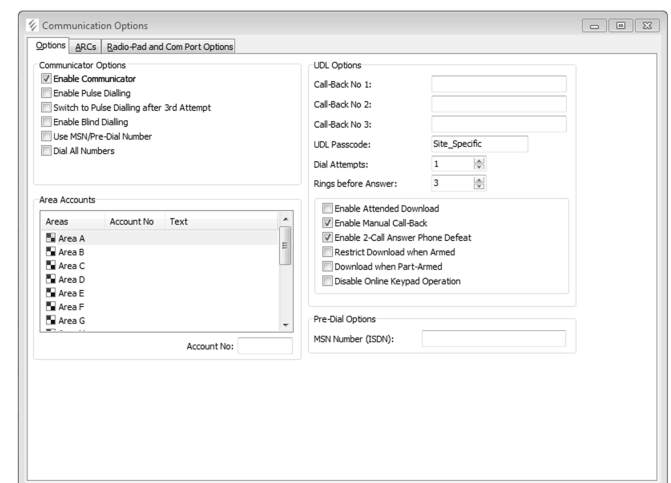 Communication Options
Options ARCs Radio-Pad and Com Port Options
Communicator Options
Enable Communicator
Enable Pulse Dialling
Switch to Pulse Dialling after 3rd Attempt
Enable Blind Dialling
Use MSN/Pre-Dial Number
Dial All Numbers
Area Accounts
Areas Account No Text
Area A
Area B
Area C
Area D
Area E
Area F
Area G
Account No:
UDL Options
Call-Back No 1:
Call-Back No 2:
Call-Back No 3:
UDL Passcode: Site_Specific
Dial Attempts: 1
Rings before Answer: 3
Enable Attended Download
Enable Manual Call-Back
Enable 2-Call Answer Phone Defeat
Restrict Download when Armed
Download when Part-Armed
Disable Online Keypad Operation
Pre-Dial Options
MSN Number (ISDN):